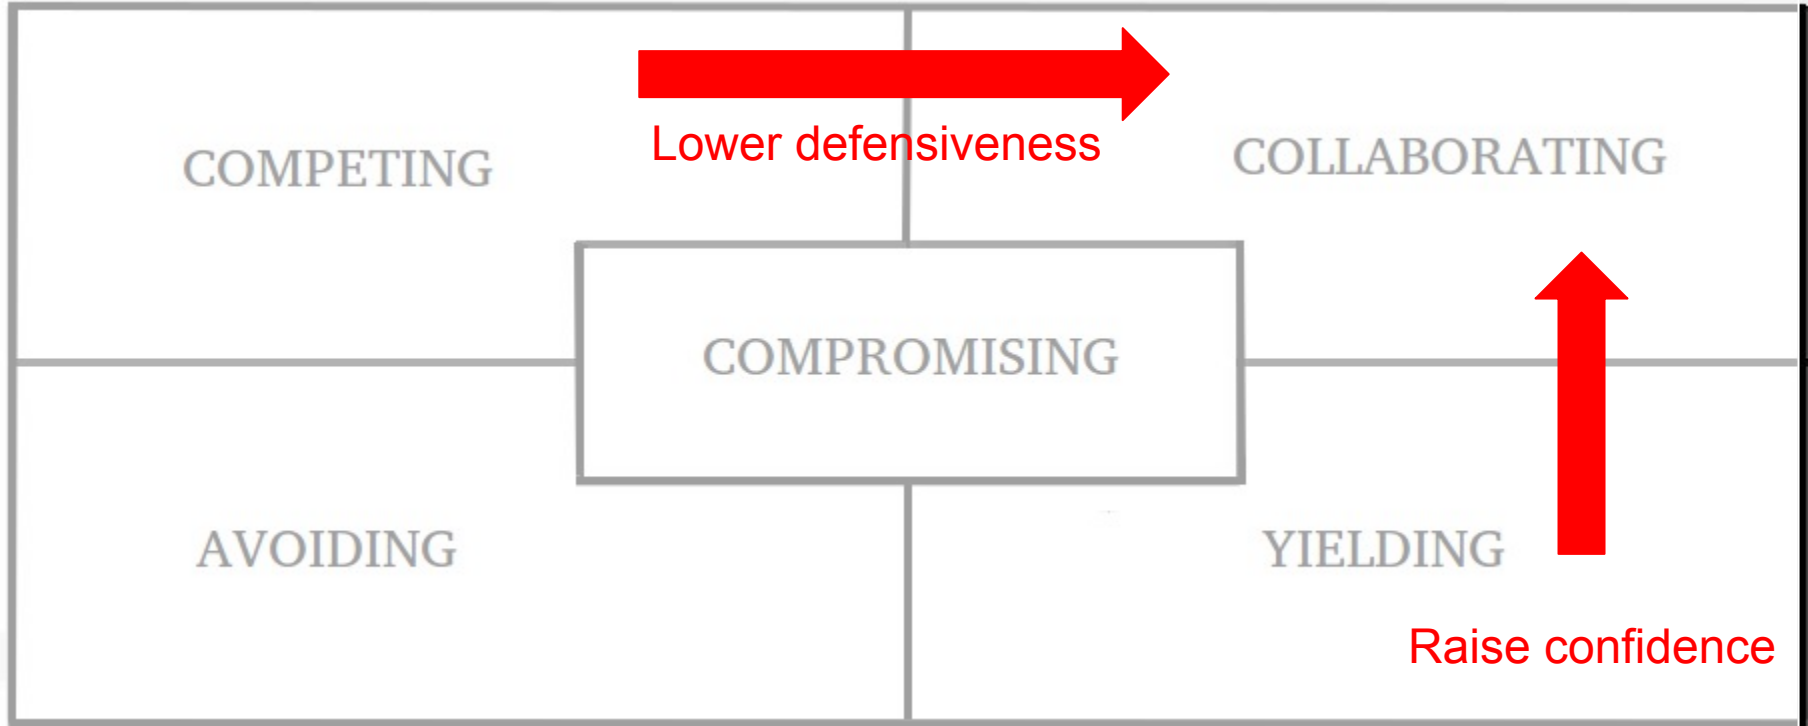 Lower defensiveness
COMPETING
COLLABORATING
COMPROMISING
AVOIDING
YIELDING
Raise confidence